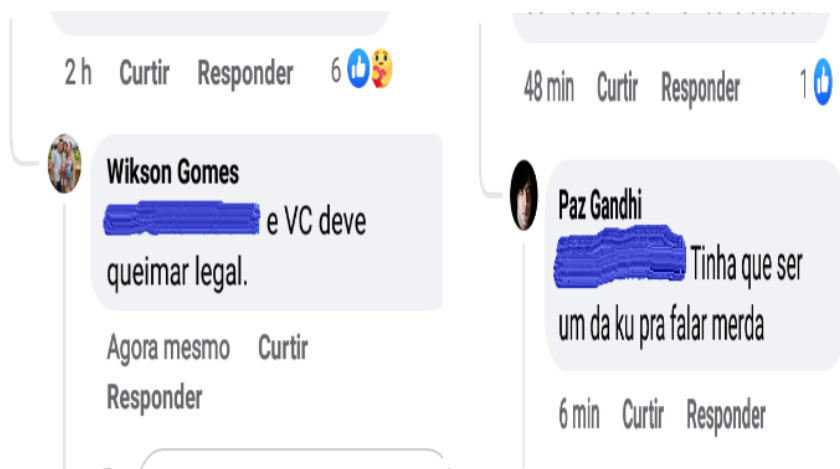 2 h Curtir Responder 6
Wikson Gomes
e VC deve
queimar legal.
Agora mesmo Curtir
Responder
48 min Curtir Responder 1
Paz Gandhi
Tinha que ser
um da ku pra falar merda
6 min Curtir Responder